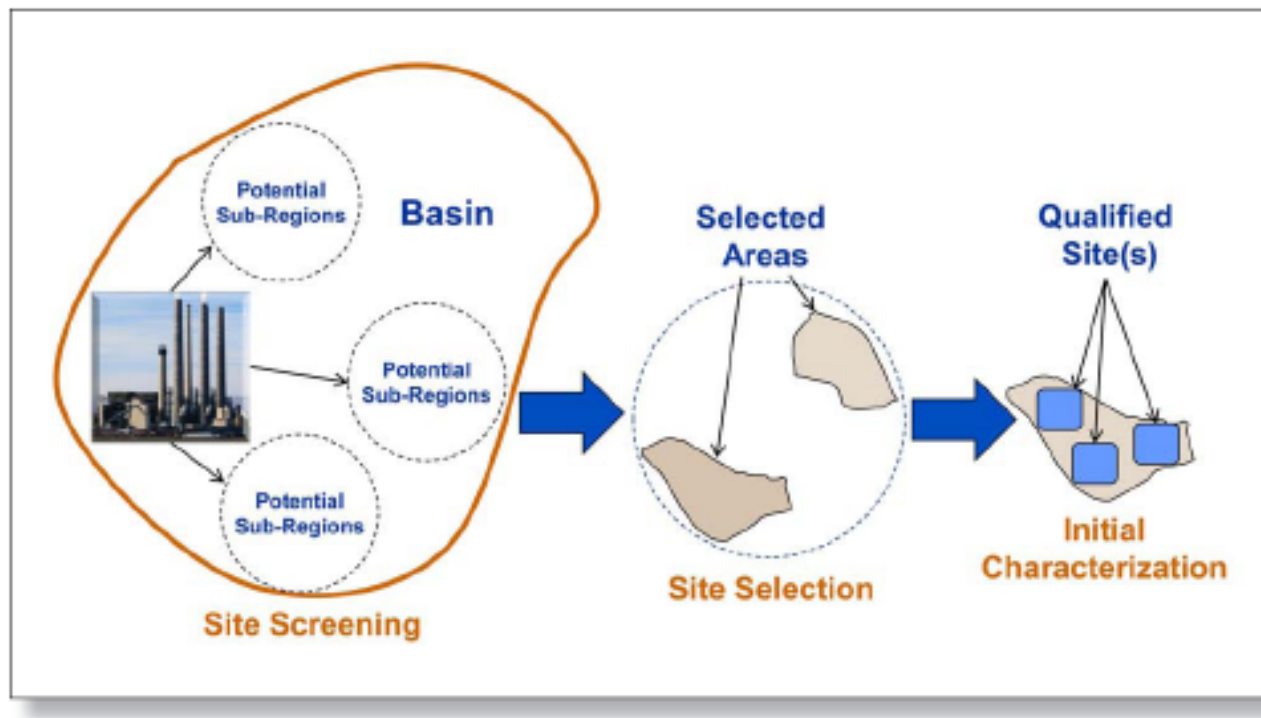 Potential
Sub-Regions
Basin
Potential
Sub-Regions
Potential
Sub-Regions
Site Screening
Selected
Areas
Site Selection
Qualified
Site(s)
Initial
Characterization